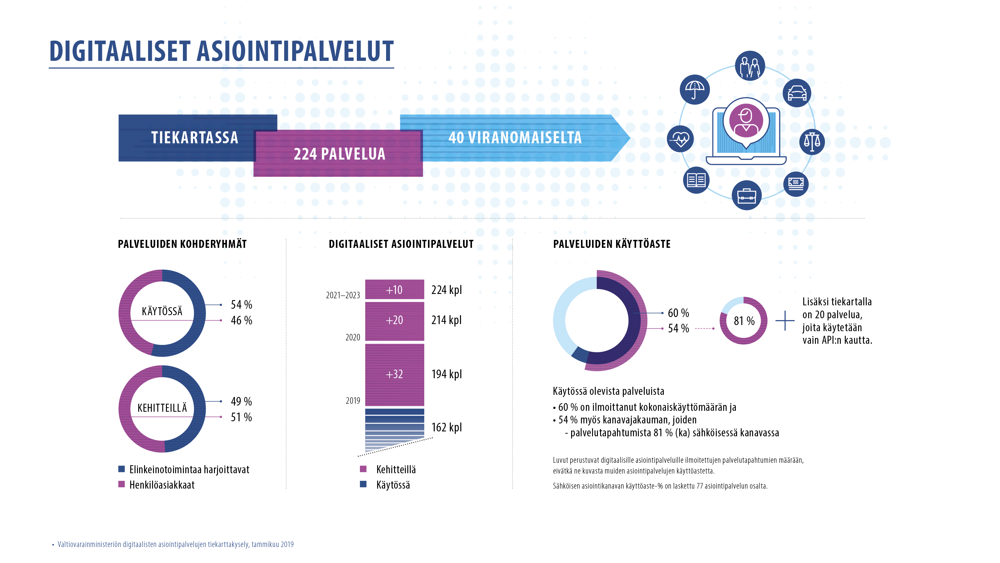 DIGITAALISET ASIOINTIPALVELUT
TIEKARTASSA
224 PALVELUA
40 VIRANOMAISELTA
100
PALVELUIDEN KOHDERYHMÄT
KÄYTÖSSÄ
54 %
46 %
KEHITTEILLÄ
49 %
51 %
Elinkeinotoimintaa harjoittavat
Henkilöasiakkaat
DIGITAALISET ASIOINTIPALVELUT
+10
224 kpl
2021–2023
+20
214 kpl
2020
+32
194 kpl
2019
162 kpl
Kehitteillä
Käytössä
PALVELUIDEN KÄYTTÖASTE
60 %
54 %
81 %
Lisäksi tiekartalla
on 20 palvelua,
joita käytetään
vain API:n kautta.
Käytössä olevista palveluista
• 60 % on ilmoittanut kokonaiskäyttömäärän ja
• 54 % myös kanavajakauman, joiden
- palvelutapahtumista 81 % (ka) sähköisessä kanavassa
Luvut perustuvat digitaalisille asiointipalveluille ilmoitettujen palvelutapahtumien määrään,
eivätkä ne kuvasta muiden asiointipalvelujen käyttöastetta.
Sähköisen asiointikanavan käyttöaste-% on laskettu 77 asiointipalvelun osalta.
• Valtiovarainministeriön digitaalisten asiointipalvelujen tiekarttakysely, tammikuu 2019